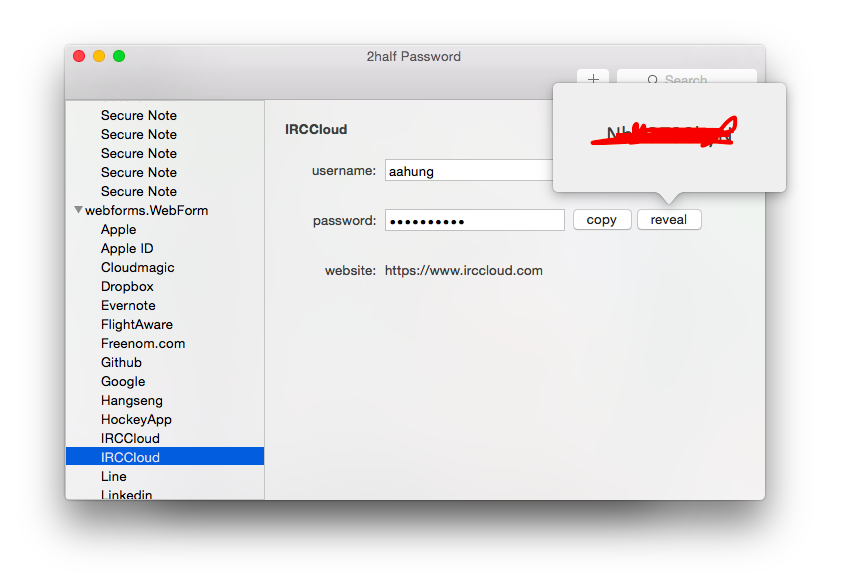 2half Password
+
Search
Secure Note
Secure Note
Secure Note
Secure Note
Secure Note
webforms.WebForm
Apple
Apple ID
Cloudmagic
Dropbox
Evernote
FlightAware
Freenom.com
Github
Google
Hangseng
HockeyApp
IRCCloud
IRCCloud
Line
Linkedin
IRCCloud
username: aahung
password: •••••••••• copy reveal
website: https://www.irccloud.com